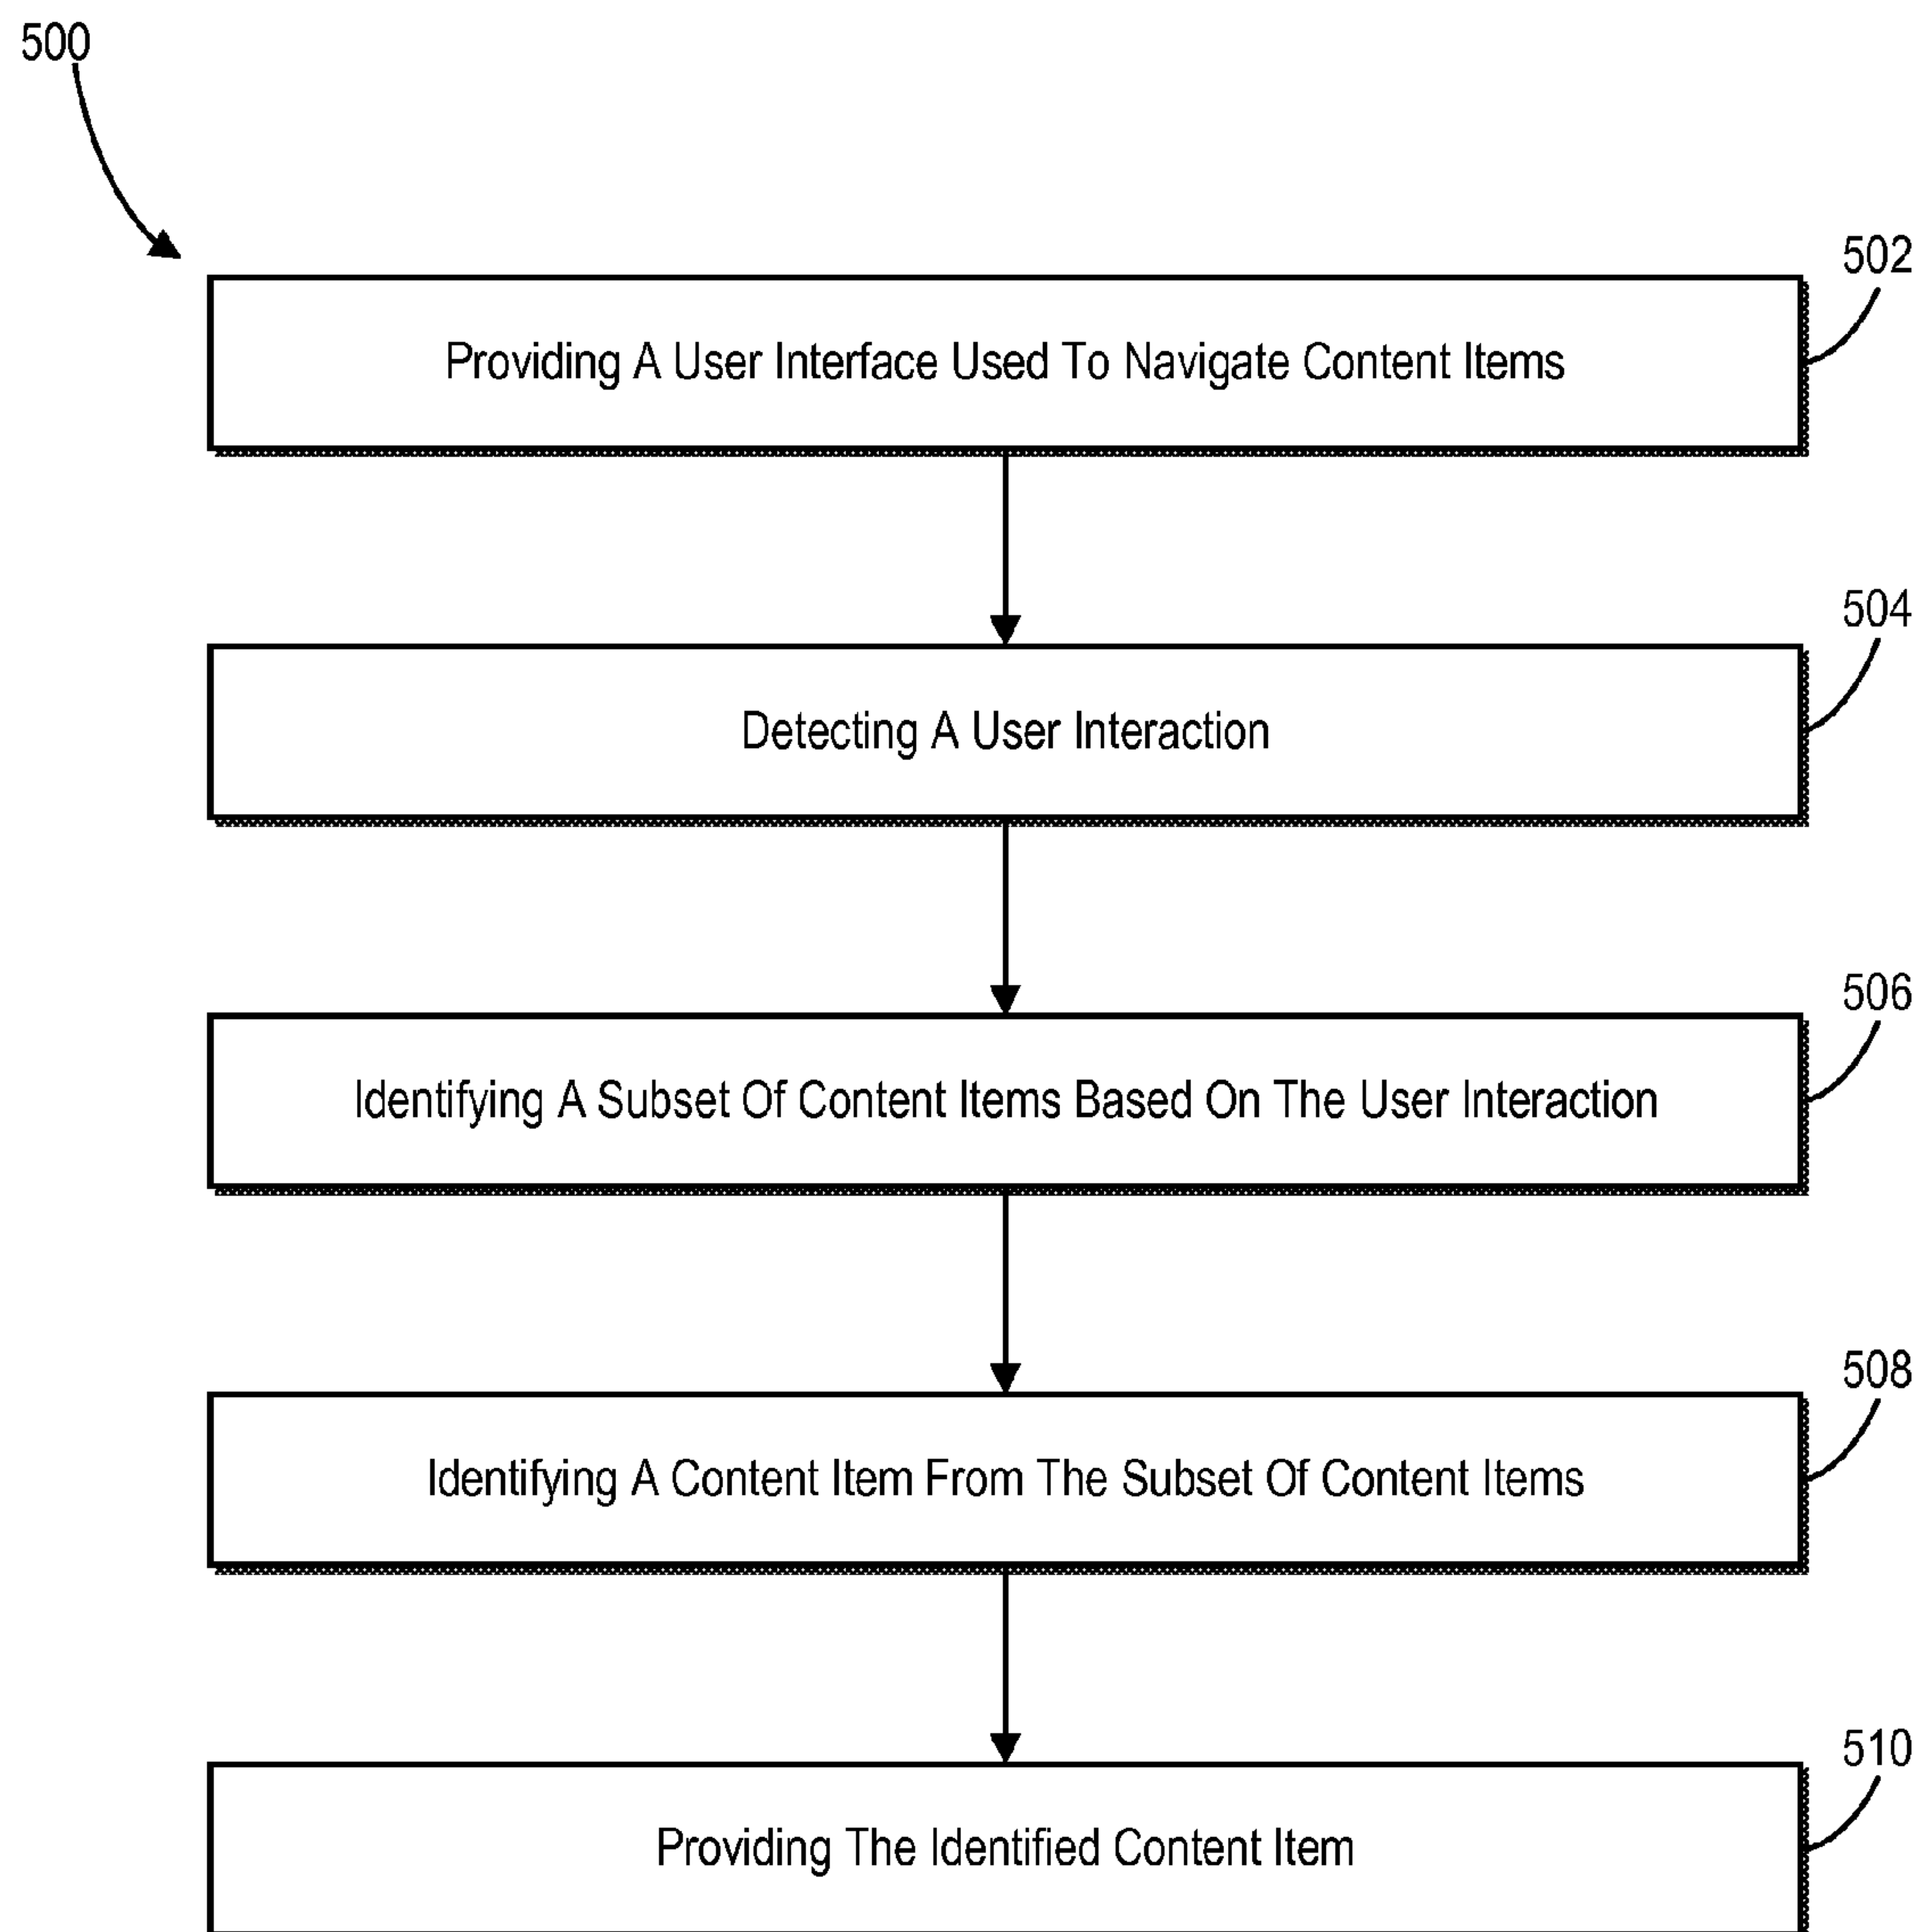 500
502
Providing A User Interface Used To Navigate Content Items
504
Detecting A User Interaction
506
Identifying A Subset Of Content Items Based On The User Interaction
508
Identifying A Content Item From The Subset Of Content Items
510
Providing The Identified Content Item